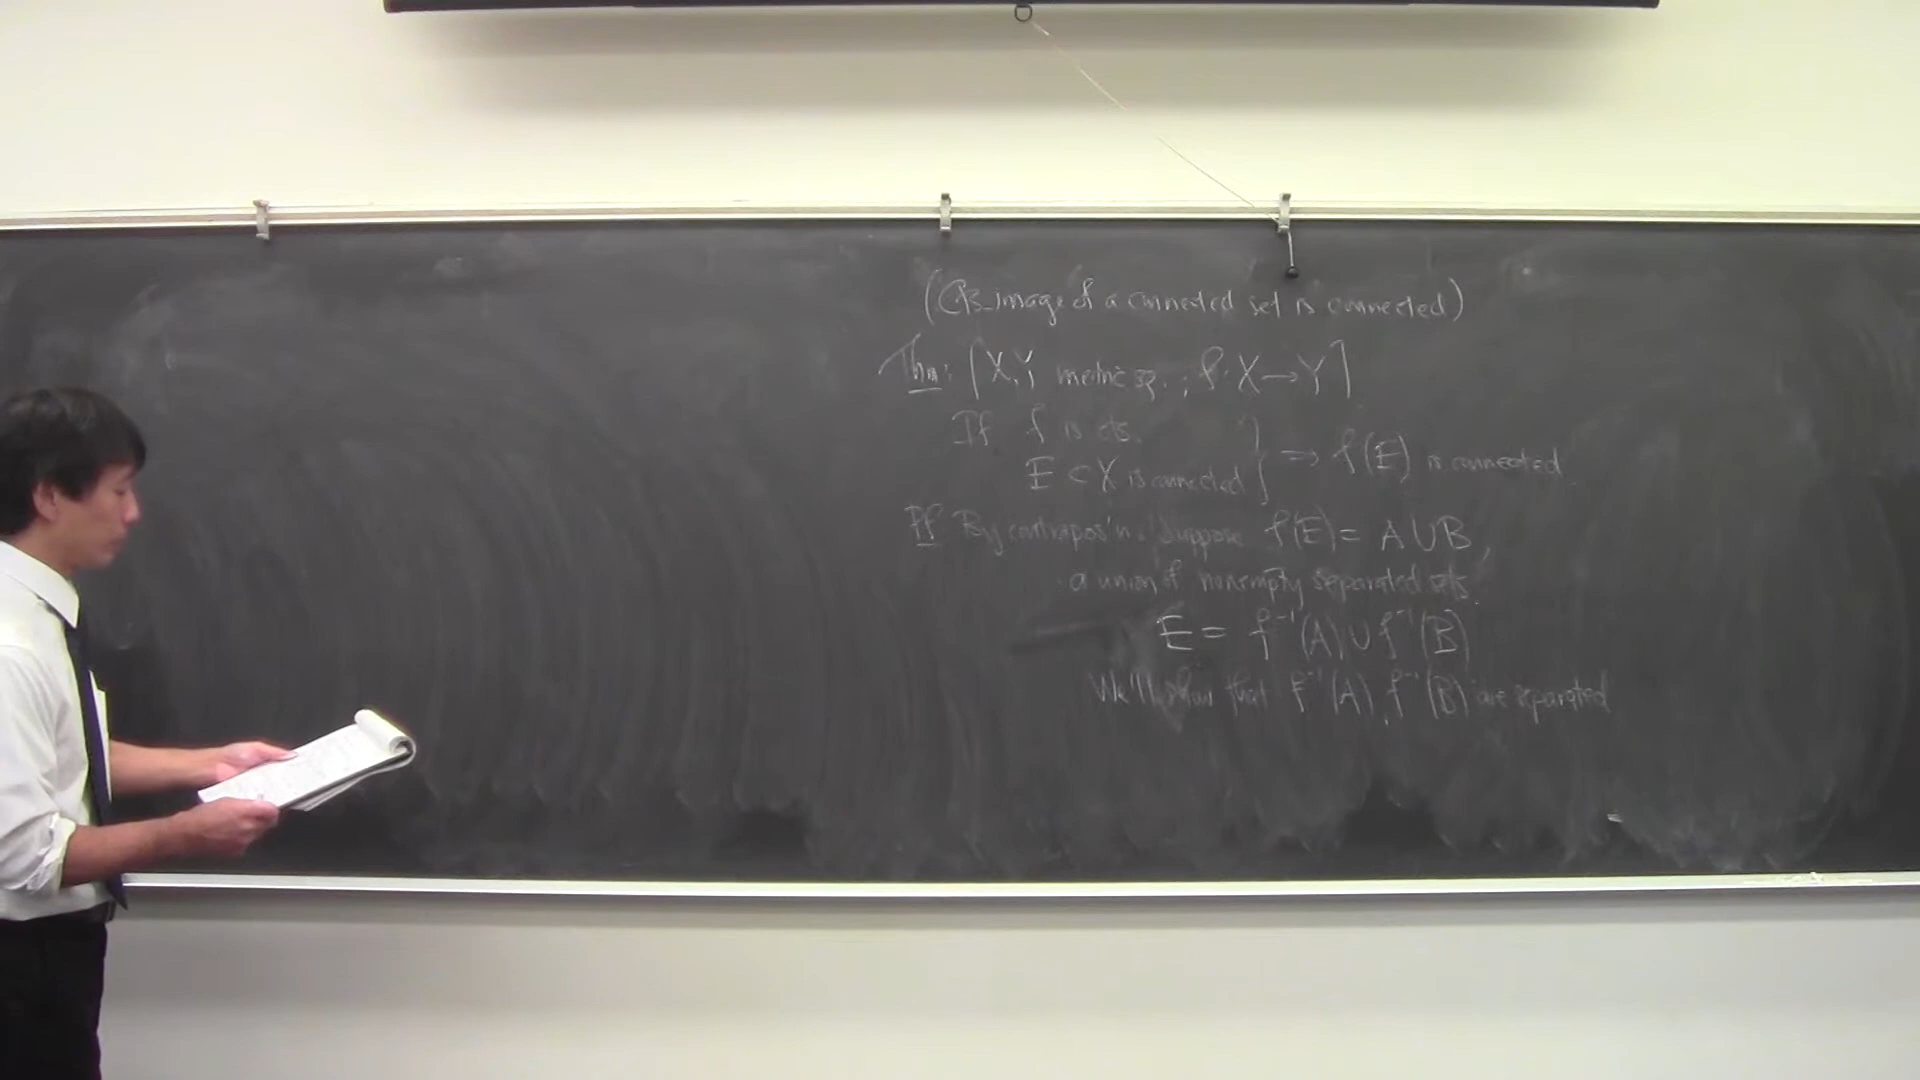 (Cts image of a connected set is connected)
Thm: [X, Y metric sp., f: X → Y]
If f is cts.
E ⊂ X is connected } ⇒ f(E) is connected.
Pf By contrapos'n. Suppose f(E) = A ∪ B,
a union of nonempty separated sets.
E = f⁻¹(A) ∪ f⁻¹(B)
We'll show that f⁻¹(A), f⁻¹(B) are separated